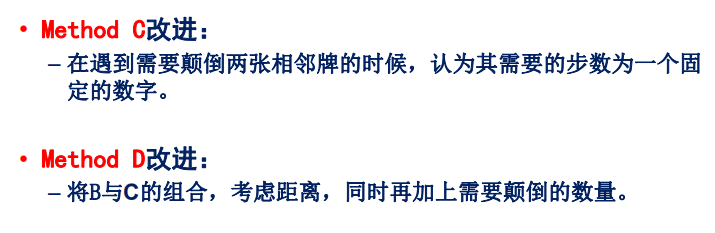 • Method C改进：
– 在遇到需要颠倒两张相邻牌的时候，认为其需要的步数为一个固
定的数字。
• Method D改进：
– 将B与C的组合，考虑距离，同时再加上需要颠倒的数量。